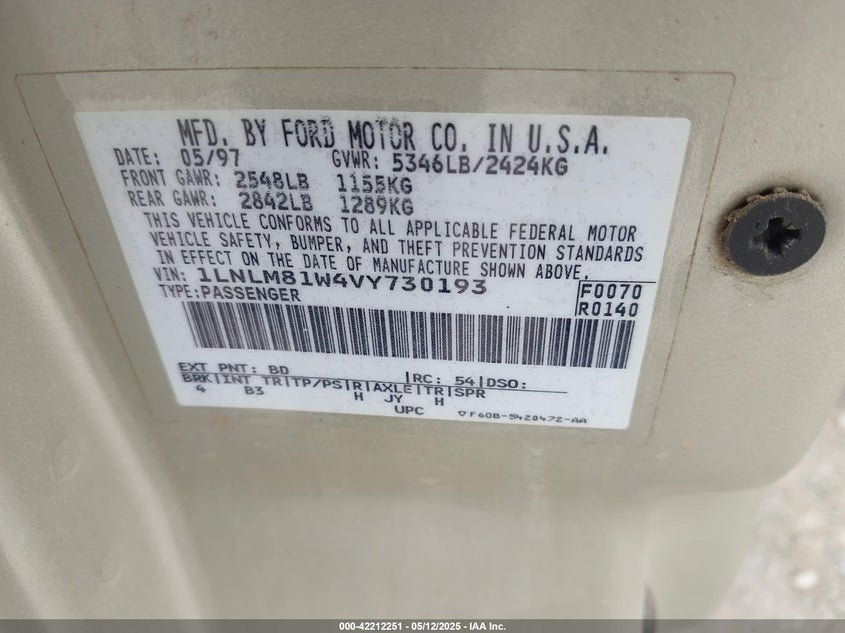 MFD. BY FORD MOTOR CO. IN U.S.A.
DATE: 05/97 GVWR: 5346LB/2424KG
FRONT GAWR: 2548LB 1155KG
REAR GAWR: 2842LB 1289KG
THIS VEHICLE CONFORMS TO ALL APPLICABLE FEDERAL MOTOR
VEHICLE SAFETY, BUMPER, AND THEFT PREVENTION STANDARDS
IN EFFECT ON THE DATE OF MANUFACTURE SHOWN ABOVE.
VIN: 1LNLM81W4VY730193
TYPE: PASSENGER
F0070
R0140
EXT PNT: BD RC: 54 DSO:
BRK INT TR TP/PS R AXLE TR SPR
4 B3 H JY H
UPC ▽F60B-5420472-AA
000-42212251 - 05/12/2025 - IAA Inc.